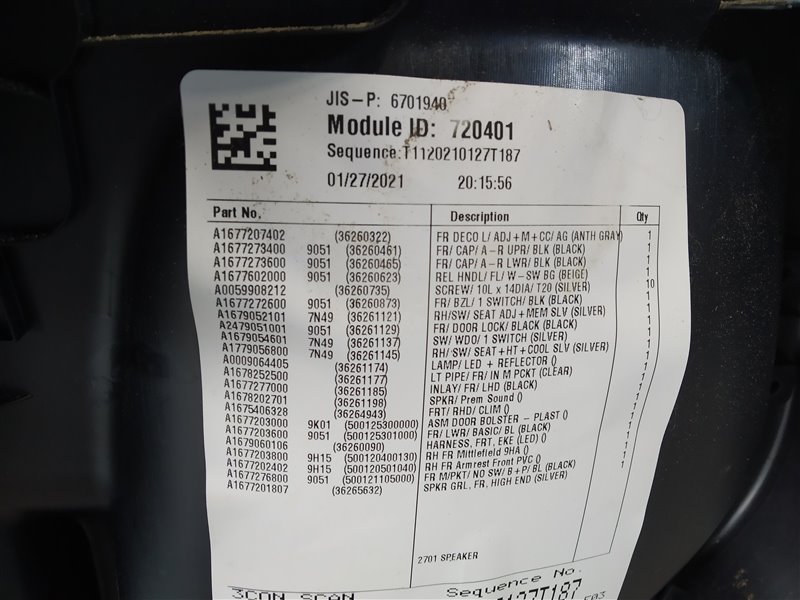 JIS-P: 6701940
Module ID: 720401
Sequence:T1120210127T187
01/27/2021 20:15:56
Part No. Description Qty
A1677207402 (36260322) FR DECO L/ ADJ+M+CC/ AG (ANTH GRAY) 1
A1677273400 9051 (36260461) FR/ CAP/ A-R UPR/ BLK (BLACK) 1
A1677273600 9051 (36260465) FR/ CAP/ A-R LWR/ BLK (BLACK) 1
A1677602000 9051 (36260623) REL HNDL/ FL/ W-SW BG (BEIGE) 1
A0059908212 (36260735) SCREW/ 10L x 14DIA/ T20 (SILVER) 10
A1677272600 9051 (36260873) FR/ BZL/ 1 SWITCH/ BLK (BLACK) 1
A1679052101 7N49 (36261121) RH/SW/ SEAT ADJ+MEM SLV (SILVER) 1
A2479051001 9051 (36261129) FR/ DOOR LOCK/ BLACK (BLACK) 1
A1679054601 7N49 (36261137) SW/ WDO/ 1 SWITCH (SILVER) 1
A1779056800 7N49 (36261145) RH/ SW/ SEAT+HT+COOL SLV (SILVER) 1
A0009064405 (36261174) LAMP/ LED + REFLECTOR () 1
A1678252500 (36261177) LT PIPE/ FR/ IN M PCKT (CLEAR) 1
A1677277000 (36261185) INLAY/ FR/ LHD (BLACK) 1
A1678202701 (36261198) SPKR/ Prem Sound () 1
A1675406328 (36264943) FRT/ RHD/ CLIM () 1
A1677203000 9K01 (500125300000) ASM DOOR BOLSTER - PLAST () 1
A1677203600 9051 (500125301000) FR/ LWR/ BASIC/ BL (BLACK) 1
A1679060106 (36260090) HARNESS, FRT, EKE (LED) () 1
A1677203800 9H15 (500120400130) RH FR Mittlefield 9HA () 1
A1677202402 9H15 (500120501040) RH FR Armrest Front PVC () 1
A1677276800 9051 (500121105000) FR M/PKT/ NO SW/ B+P/ BL (BLACK) 1
A1677201807 (36265632) SPKR GRL, FR, HIGH END (SILVER) 1
2701 SPEAKER
3CON SCAN Sequence No.